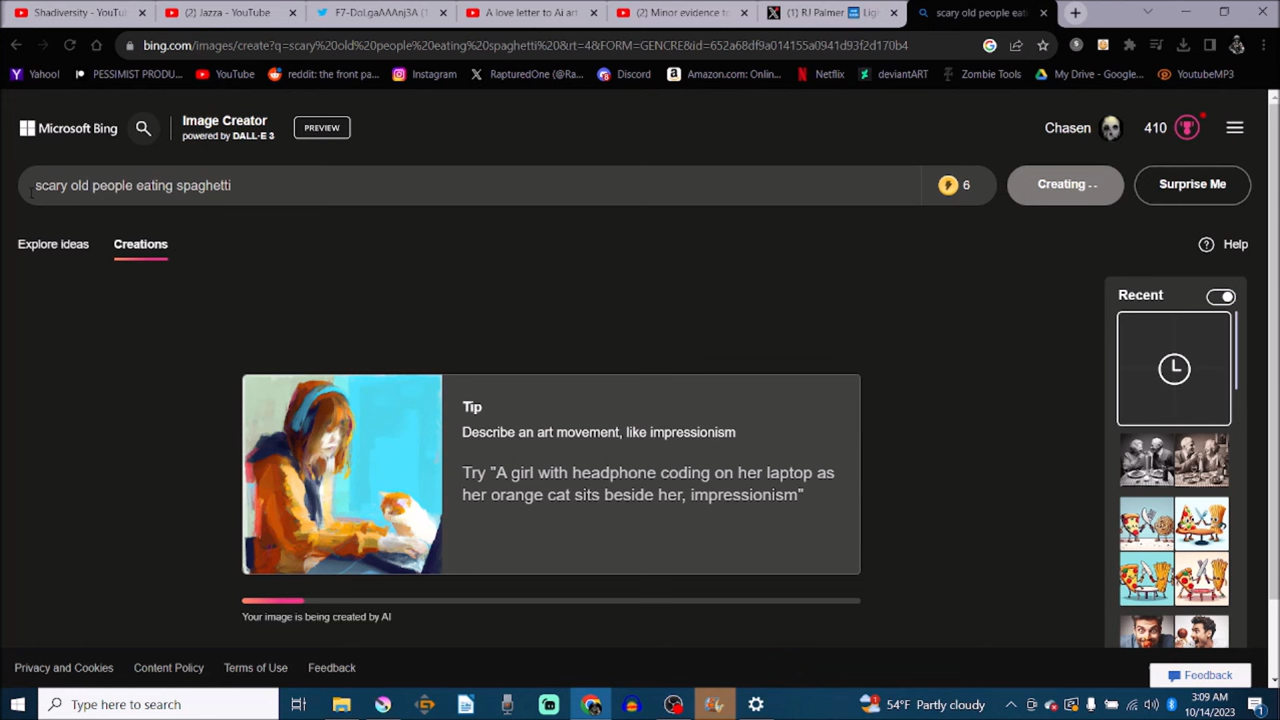 Shadiversity - YouTu
(2) Jazza - YouTube
F7-DoLgaAAAnj3A (1
A love letter to Ai art
(2) Minor evidence to
(1) RJ Palmer
Lig
scary old people eati
bing.com/images/create?q=scary%20old%20people%20eating%20spaghetti%20&rt=4&FORM=GENCRE&id=652a68df9a014155a0941d93f2d170b4
Yahoo!
PESSIMIST PRODU...
YouTube
reddit: the front pa...
Instagram
RapturedOne (@Ra...
Discord
Amazon.com: Onlin...
Netflix
deviantART
Zombie Tools
My Drive - Google...
YoutubeMP3
Microsoft Bing
Image Creator
powered by DALL·E 3
PREVIEW
Chasen
410
scary old people eating spaghetti
6
Creating - -
Surprise Me
Explore ideas
Creations
Help
Recent
Tip
Describe an art movement, like impressionism
Try "A girl with headphone coding on her laptop as
her orange cat sits beside her, impressionism"
Your image is being created by AI
Privacy and Cookies
Content Policy
Terms of Use
Feedback
Feedback
Type here to search
54°F Partly cloudy
3:09 AM
10/14/2023
1